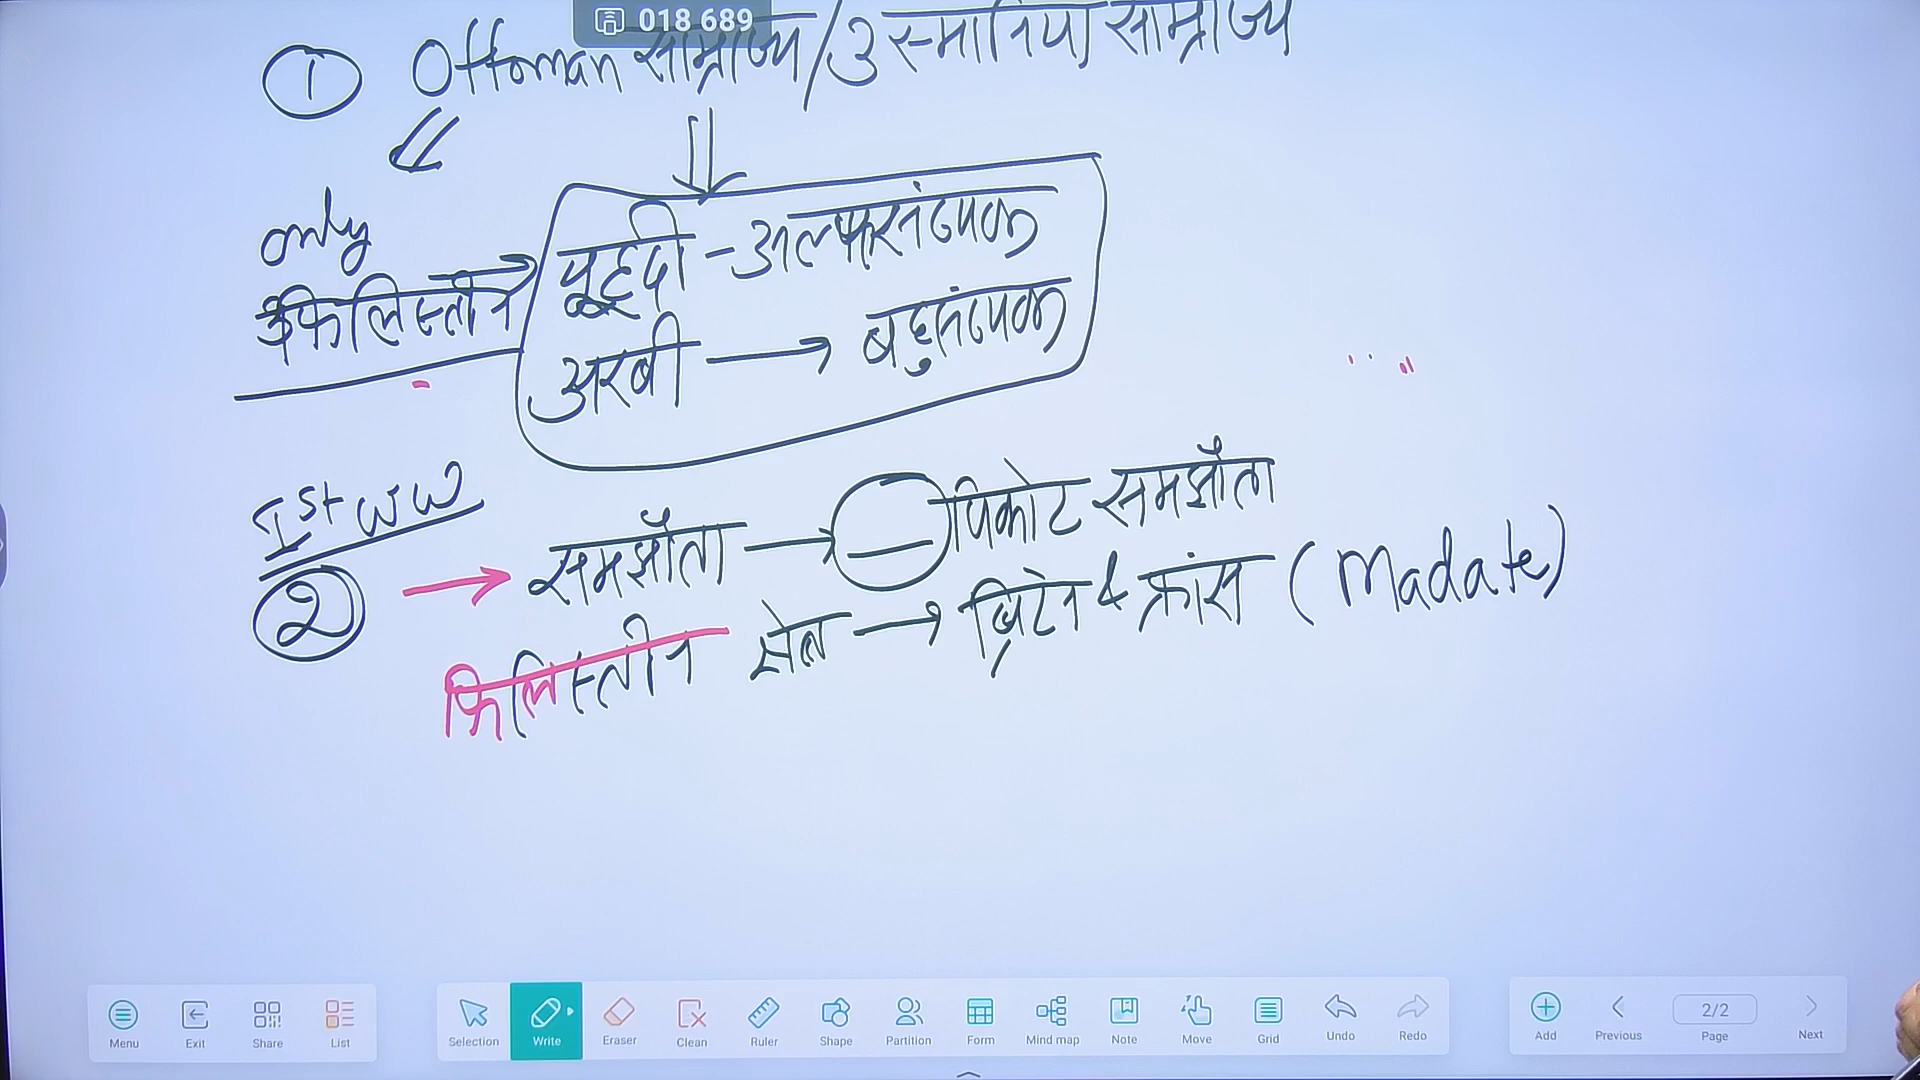 018 689
① Ottoman साम्राज्य/उस्मानिया साम्राज्य
only
फिलिस्तीन
यहूदी - अल्पसंख्यक
अरबी → बहुसंख्यक
Ist WW
② → समझौता → पिकोट समझौता
फिलिस्तीन क्षेत्र → ब्रिटेन & फ्रांस (Madate)
Menu Exit Share List Selection Write Eraser Clean Ruler Shape Partition Form Mind map Note Move Grid Undo Redo Add Previous 2/2 Page Next